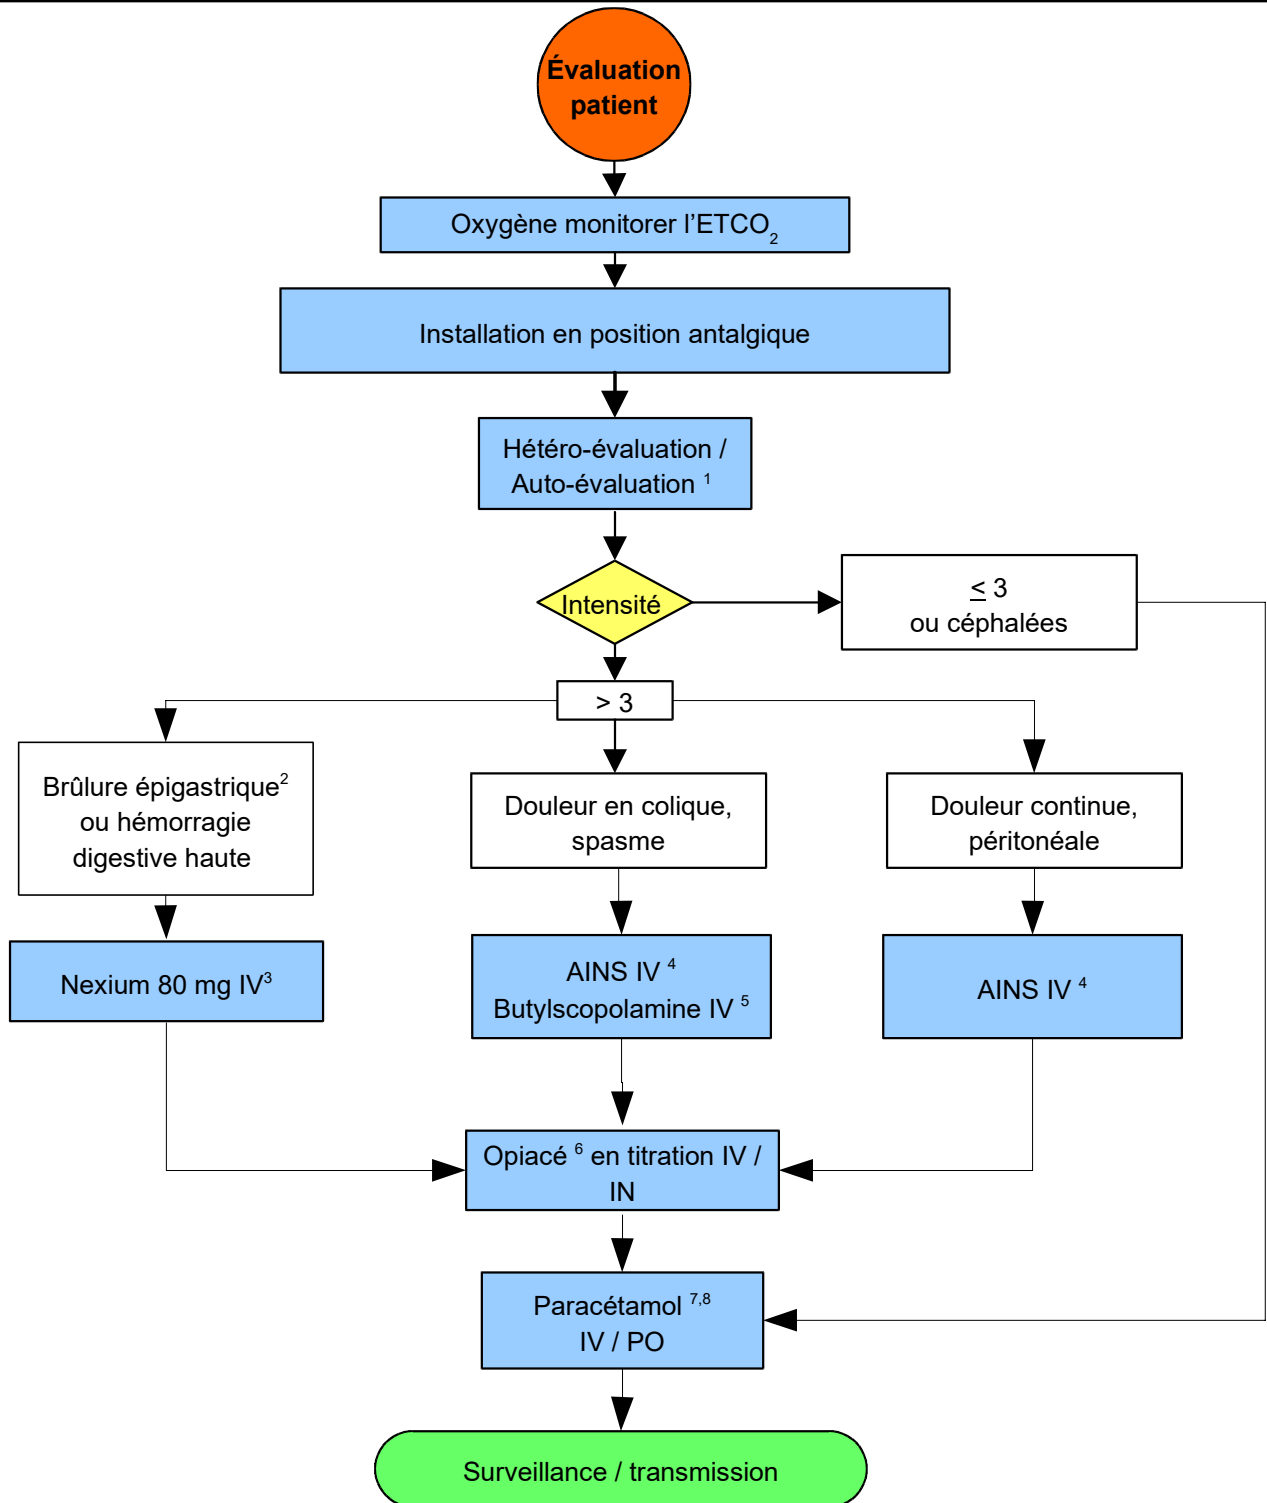 Évaluation
patient
Oxygène monitorer l'ETCO₂
Installation en position antalgique
Hétéro-évaluation /
Auto-évaluation ¹
Intensité
≤ 3
ou céphalées
> 3
Brûlure épigastrique²
ou hémorragie
digestive haute
Douleur en colique,
spasme
Douleur continue,
péritonéale
Nexium 80 mg IV³
AINS IV ⁴
Butylscopolamine IV ⁵
AINS IV ⁴
Opiacé ⁶ en titration IV /
IN
Paracétamol ⁷,⁸
IV / PO
Surveillance / transmission